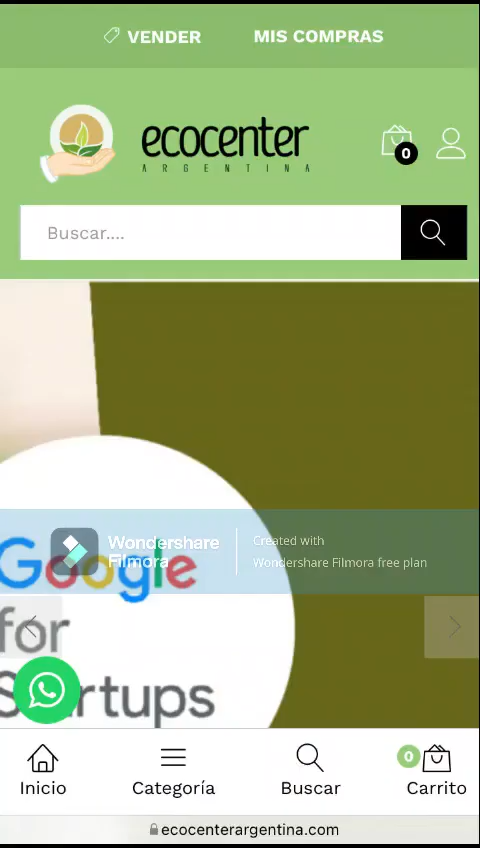 VENDER MIS COMPRAS
ecocenter
ARGENTINA
0
Buscar....
Wondershare
Filmora
Created with
Wondershare Filmora free plan
Google
for
Startups
Inicio
Categoría
Buscar
0
Carrito
ecocenterargentina.com